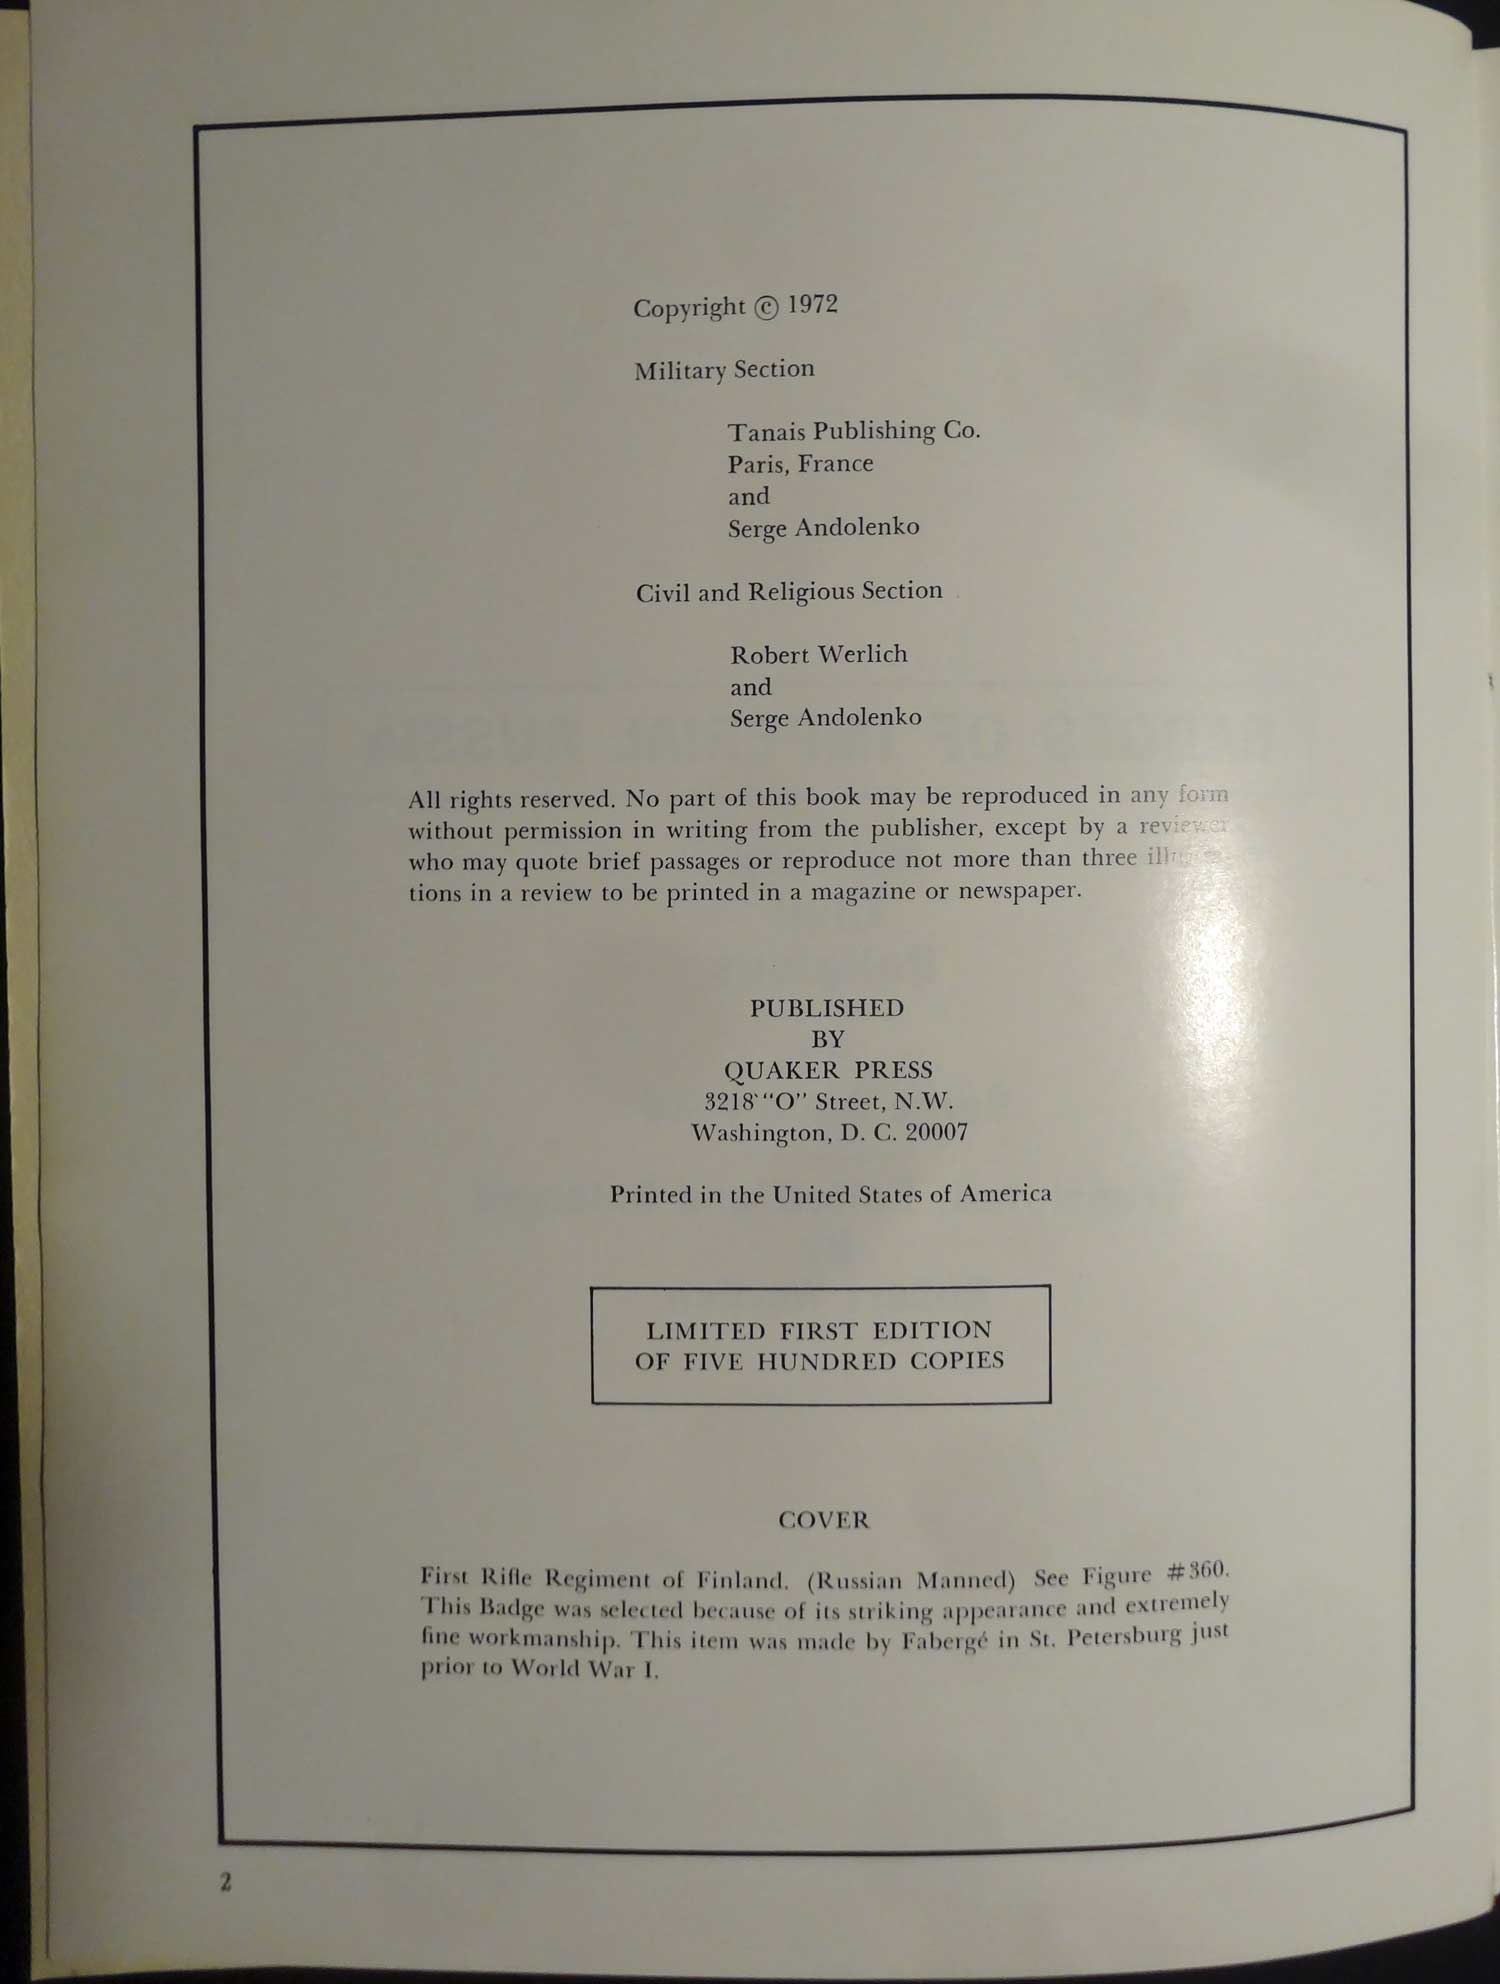 Copyright © 1972
Military Section
Tanais Publishing Co.
Paris, France
and
Serge Andolenko
Civil and Religious Section
Robert Werlich
and
Serge Andolenko
All rights reserved. No part of this book may be reproduced in any form
without permission in writing from the publisher, except by a reviewer
who may quote brief passages or reproduce not more than three
tions in a review to be printed in a magazine or newspaper.
PUBLISHED
BY
QUAKER PRESS
3218 "O" Street, N.W.
Washington, D. C. 20007
Printed in the United States of America
LIMITED FIRST EDITION
OF FIVE HUNDRED COPIES
COVER
First Rifle Regiment of Finland. (Russian Manned) See Figure #360.
This Badge was selected because of its striking appearance and extremely
fine workmanship. This item was made by Fabergé in St. Petersburg just
prior to World War I.
2